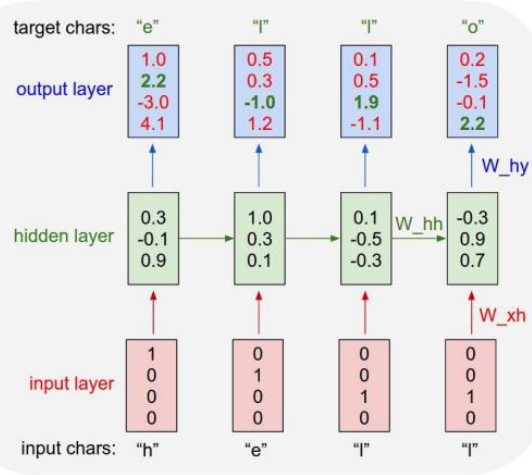 target chars: “e” “l” “l” “o”
1.0 0.5 0.1 0.2
2.2 0.3 0.5 -1.5
output layer
-3.0 -1.0 1.9 -0.1
4.1 1.2 -1.1 2.2
W_hy
0.3 1.0 0.1 -0.3
W_hh
hidden layer -0.1 0.3 -0.5 0.9
0.9 0.1 -0.3 0.7
W_xh
1 0 0 0
0 1 0 0
input layer
0 0 1 1
0 0 0 0
input chars: “h” “e” “l” “l”